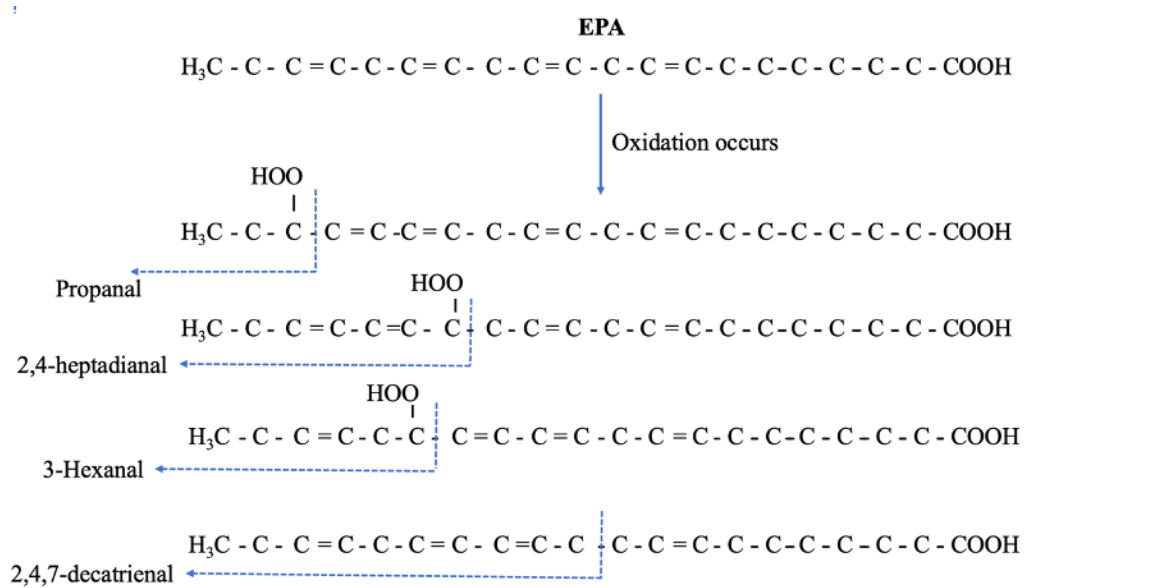 EPA
H₃C - C - C = C - C - C = C - C - C = C - C - C = C - C - C - C - C - C - C - COOH
Oxidation occurs
HOO
H₃C - C - C - C = C - C = C - C - C = C - C - C = C - C - C - C - C - C - C - COOH
Propanal
HOO
H₃C - C - C = C - C = C - C - C - C = C - C - C = C - C - C - C - C - C - C - COOH
2,4-heptadianal
HOO
H₃C - C - C = C - C - C - C = C - C = C - C - C = C - C - C - C - C - C - C - COOH
3-Hexanal
H₃C - C - C = C - C - C = C - C = C - C - C - C = C - C - C - C - C - C - C - COOH
2,4,7-decatrienal